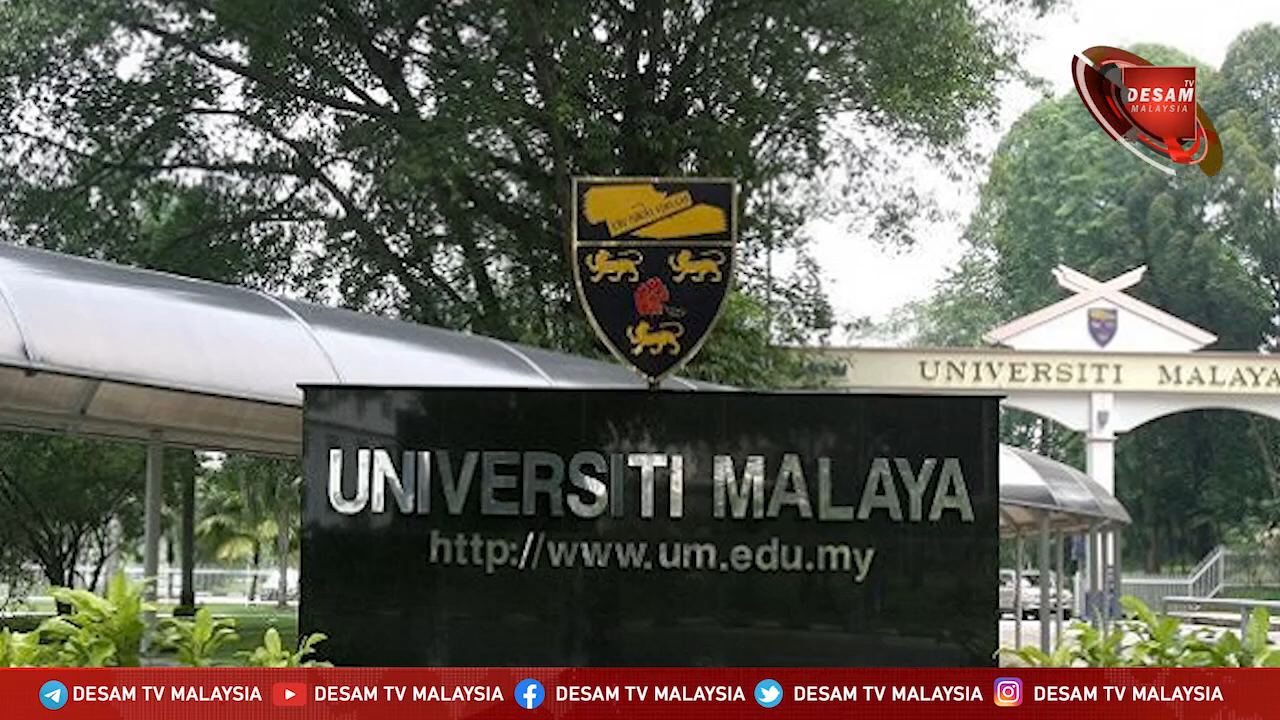 TV
DESAM
MALAYSIA
UNIVERSITI MALAYA
UNIVERSITI MALAYA
http://www.um.edu.my
DESAM TV MALAYSIA DESAM TV MALAYSIA DESAM TV MALAYSIA DESAM TV MALAYSIA DESAM TV MALAYSIA